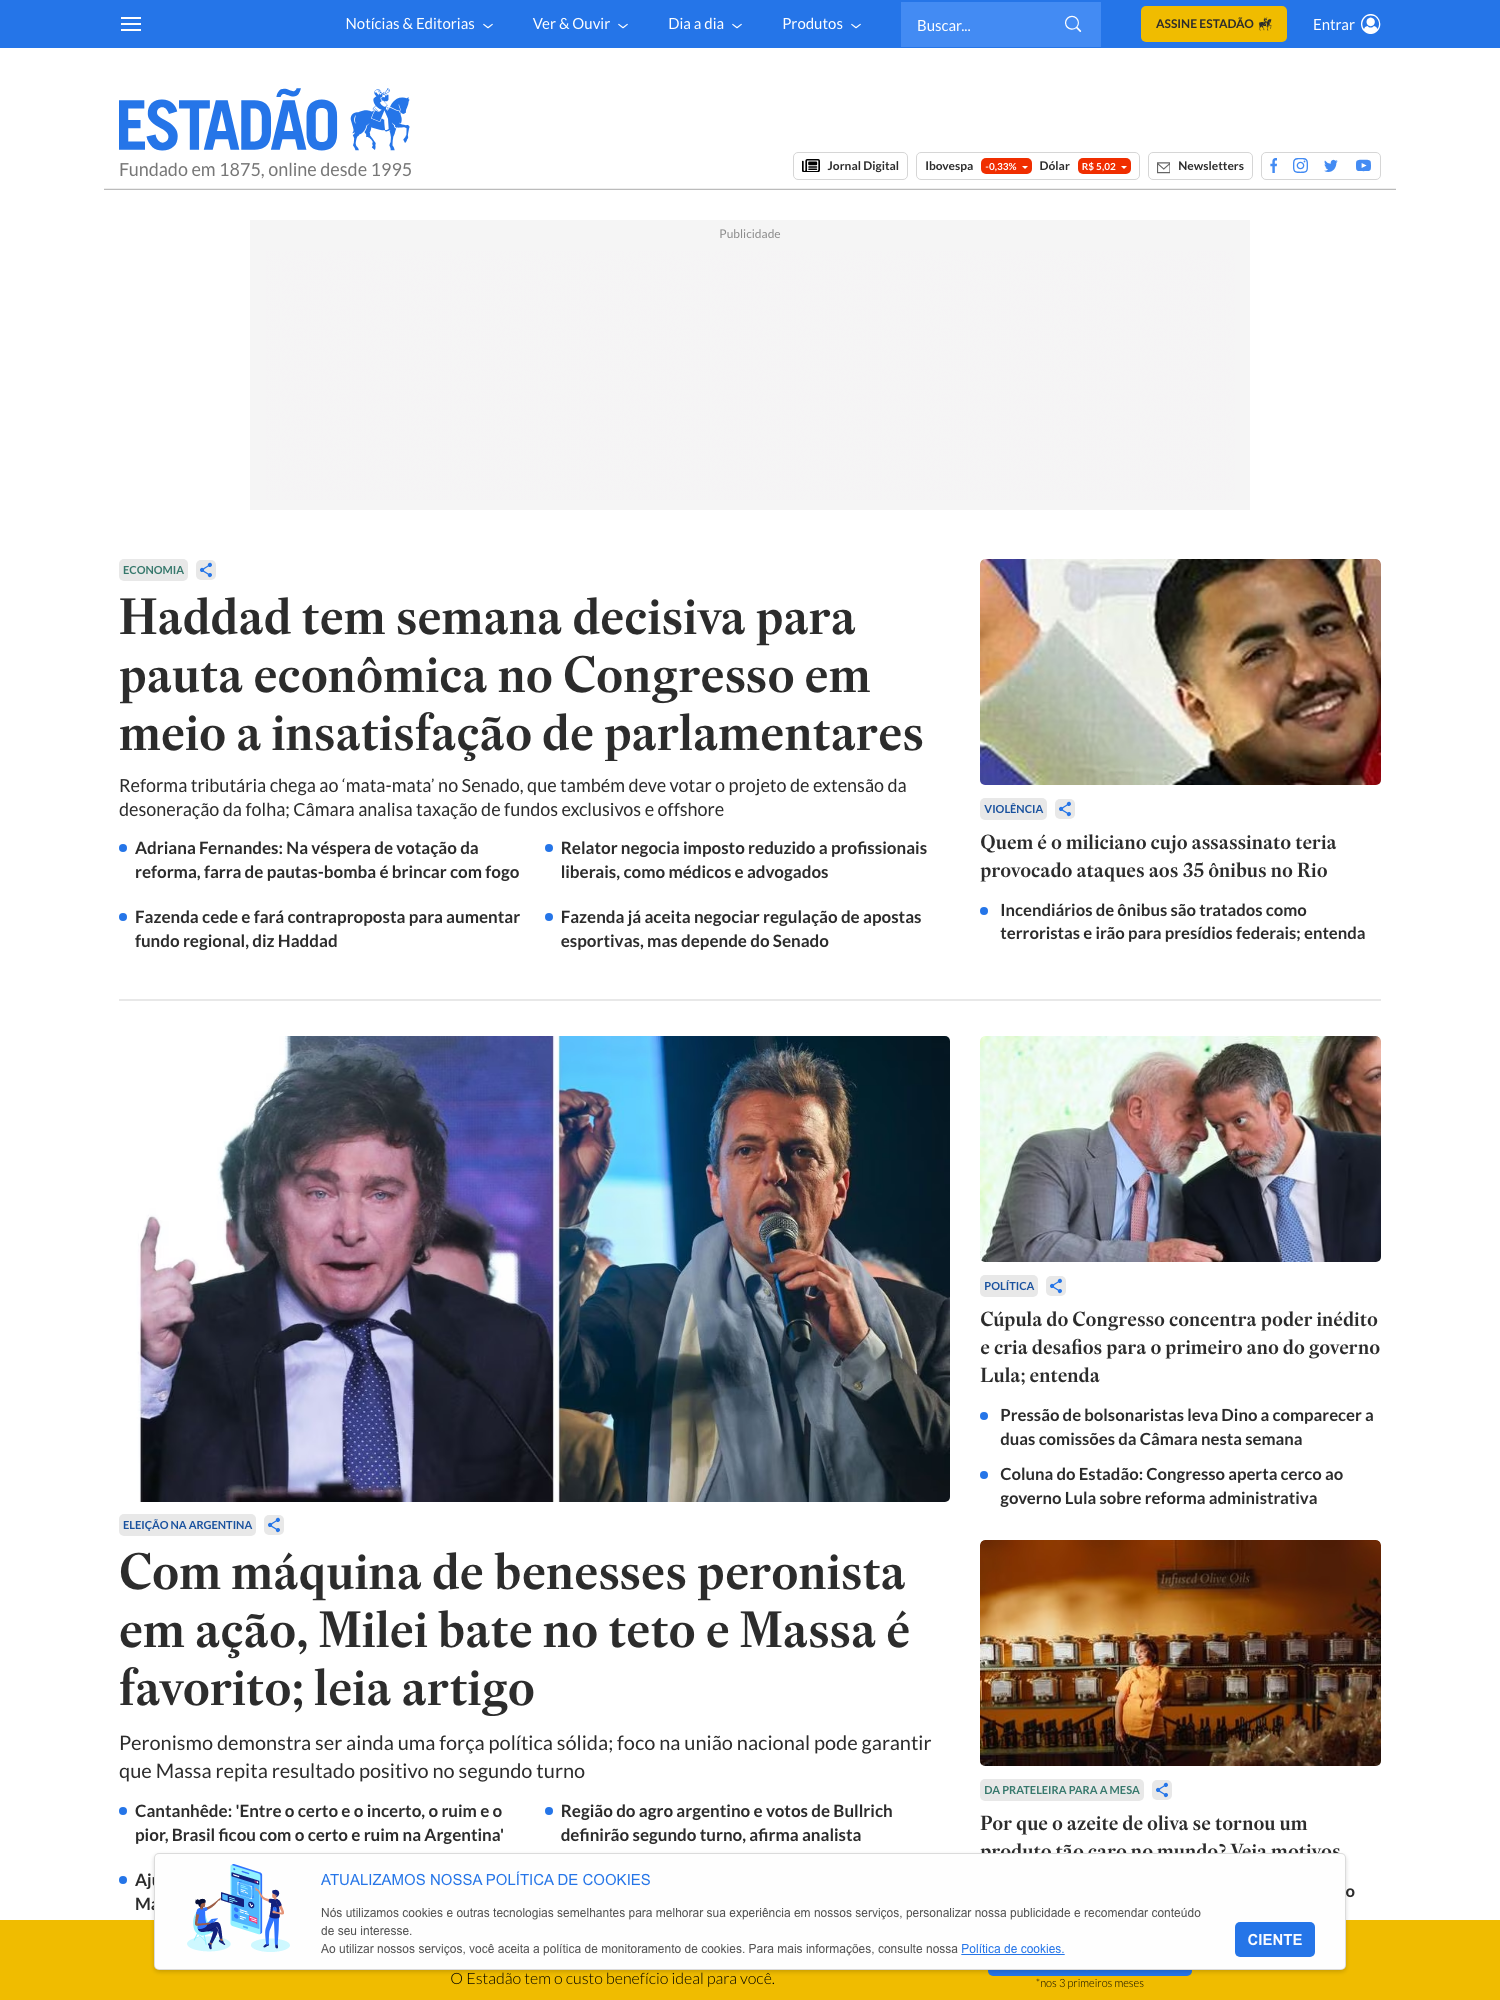 Notícias & Editorias
Ver & Ouvir
Dia a dia
Produtos
Buscar...
ASSINE ESTADÃO
Entrar
ESTADÃO
Fundado em 1875, online desde 1995
Jornal Digital
Ibovespa -0,33% Dólar R$ 5,02
Newsletters
Publicidade
ECONOMIA
Haddad tem semana decisiva para
pauta econômica no Congresso em
meio a insatisfação de parlamentares
Reforma tributária chega ao ‘mata-mata’ no Senado, que também deve votar o projeto de extensão da
desoneração da folha; Câmara analisa taxação de fundos exclusivos e offshore
Adriana Fernandes: Na véspera de votação da
reforma, farra de pautas-bomba é brincar com fogo
Relator negocia imposto reduzido a profissionais
liberais, como médicos e advogados
Fazenda cede e fará contraproposta para aumentar
fundo regional, diz Haddad
Fazenda já aceita negociar regulação de apostas
esportivas, mas depende do Senado
VIOLÊNCIA
Quem é o miliciano cujo assassinato teria
provocado ataques aos 35 ônibus no Rio
Incendiários de ônibus são tratados como
terroristas e irão para presídios federais; entenda
ELEIÇÃO NA ARGENTINA
Com máquina de benesses peronista
em ação, Milei bate no teto e Massa é
favorito; leia artigo
Peronismo demonstra ser ainda uma força política sólida; foco na união nacional pode garantir
que Massa repita resultado positivo no segundo turno
Cantanhêde: 'Entre o certo e o incerto, o ruim e o
pior, Brasil ficou com o certo e ruim na Argentina'
Região do agro argentino e votos de Bullrich
definirão segundo turno, afirma analista
POLÍTICA
Cúpula do Congresso concentra poder inédito
e cria desafios para o primeiro ano do governo
Lula; entenda
Pressão de bolsonaristas leva Dino a comparecer a
duas comissões da Câmara nesta semana
Coluna do Estadão: Congresso aperta cerco ao
governo Lula sobre reforma administrativa
Infused Olive Oils
DA PRATELEIRA PARA A MESA
Por que o azeite de oliva se tornou um
produto tão caro no mundo? Veja motivos
ATUALIZAMOS NOSSA POLÍTICA DE COOKIES
Nós utilizamos cookies e outras tecnologias semelhantes para melhorar sua experiência em nossos serviços, personalizar nossa publicidade e recomendar conteúdo
de seu interesse.
Ao utilizar nossos serviços, você aceita a política de monitoramento de cookies. Para mais informações, consulte nossa Política de cookies.
CIENTE
O Estadão tem o custo benefício ideal para você.
*nos 3 primeiros meses